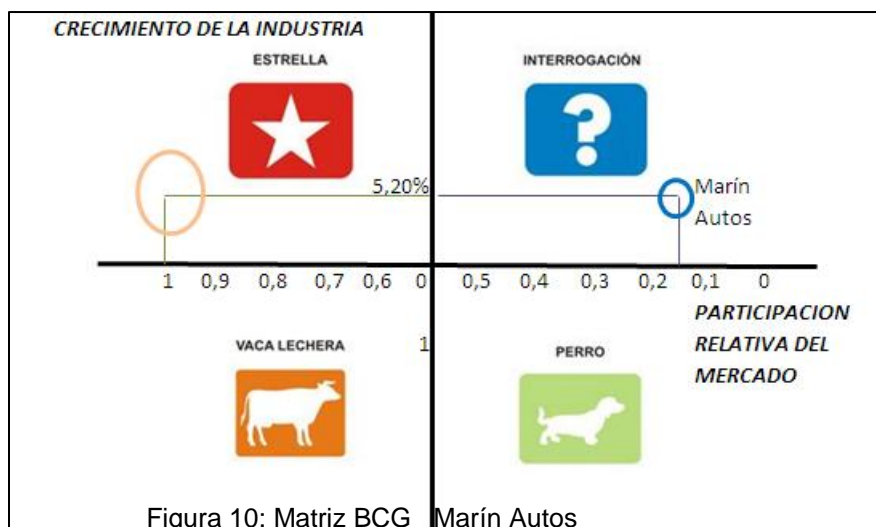 CRECIMIENTO DE LA INDUSTRIA
ESTRELLA
INTERROGACIÓN
5,20%
Marín
Autos
1 0,9 0,8 0,7 0,6 0 0,5 0,4 0,3 0,2 0,1 0
PARTICIPACION
RELATIVA DEL
MERCADO
VACA LECHERA
1
PERRO
Figura 10: Matriz BCG Marín Autos